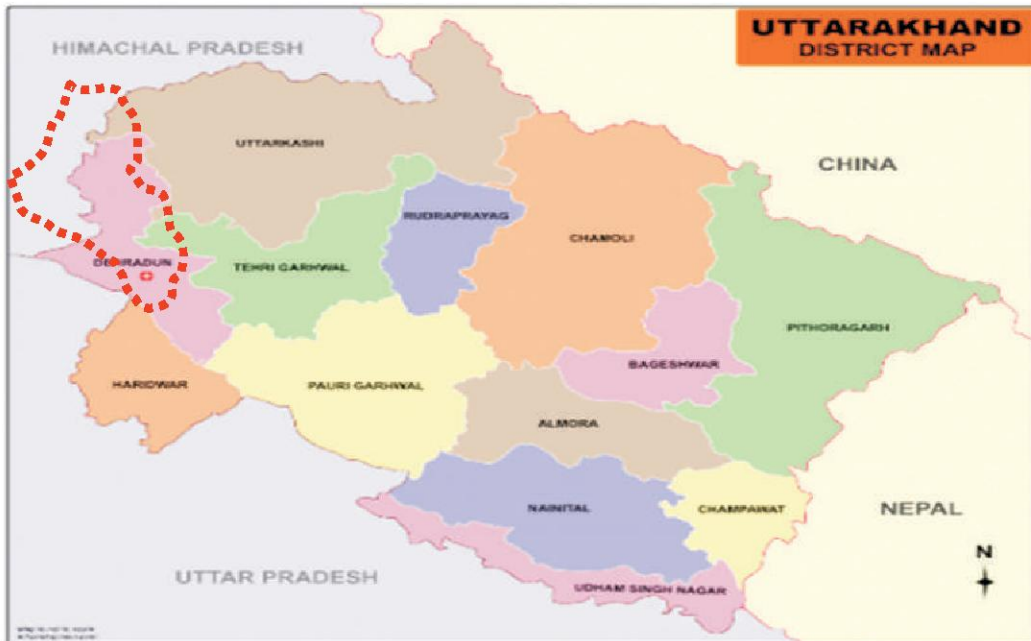 UTTARAKHAND
DISTRICT MAP
HIMACHAL PRADESH
UTTARKASHI
CHINA
RUDRAPRAYAG
CHAMOLI
DEHRADUN
TEHRI GARHWAL
PITHORAGARH
BAGESHWAR
HARIDWAR
PAURI GARHWAL
ALMORA
NAINITAL
CHAMPAWAT
NEPAL
N
UTTAR PRADESH
UDHAM SINGH NAGAR